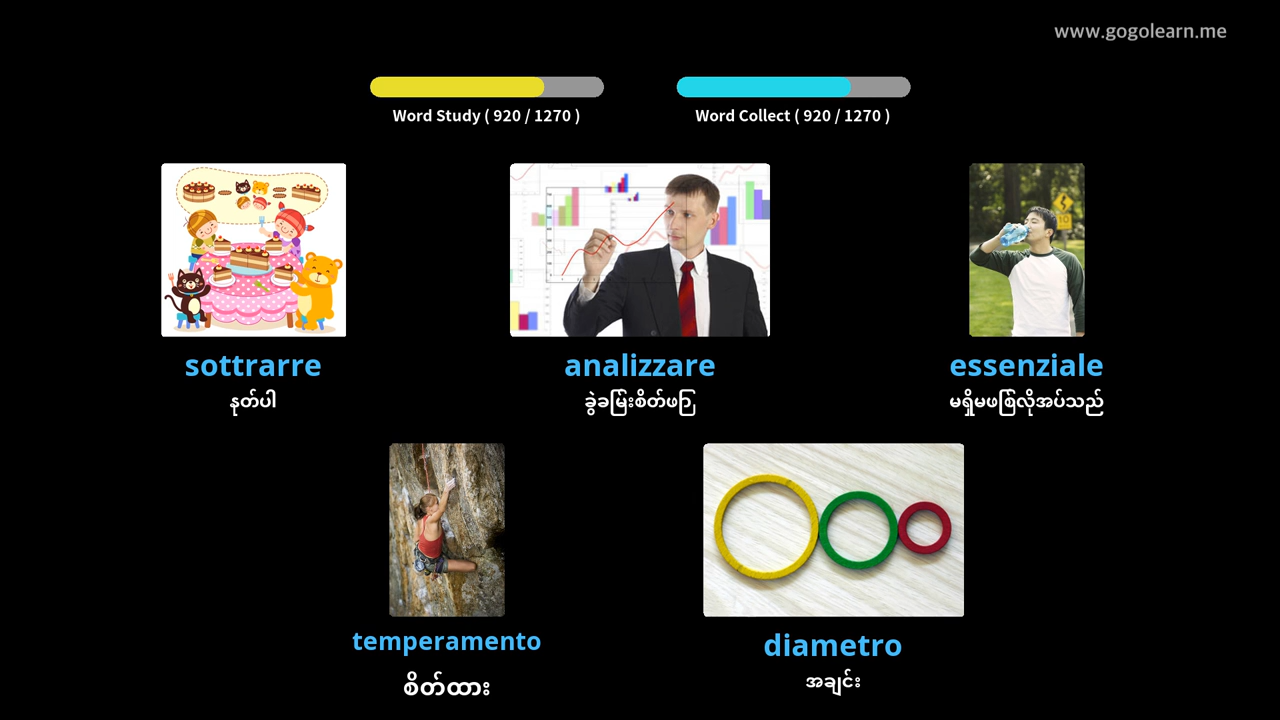 www.gogolearn.me
Word Study ( 920 / 1270 )
Word Collect ( 920 / 1270 )
sottrarre
analizzare
essenziale
နုတ်ပါ
ခွဲခမ်ြးစိတ်ဖြာ
မရှိမဖစ်ြလိုအပ်သည်
temperamento
diametro
စိတ်ထား
အချင်း